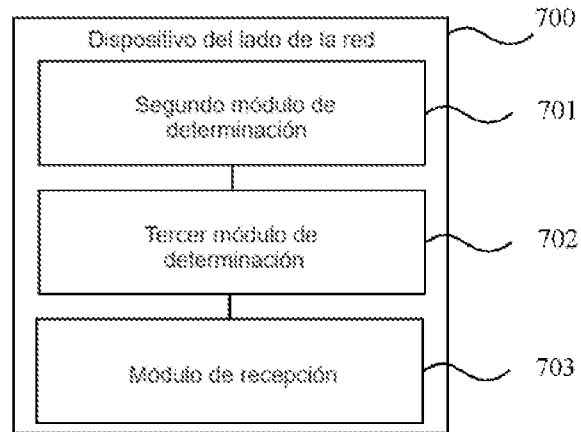 700
Dispositivo del lado de la red
Segundo módulo de
determinación
701
Tercer módulo de
determinación
702
Módulo de recepción
703